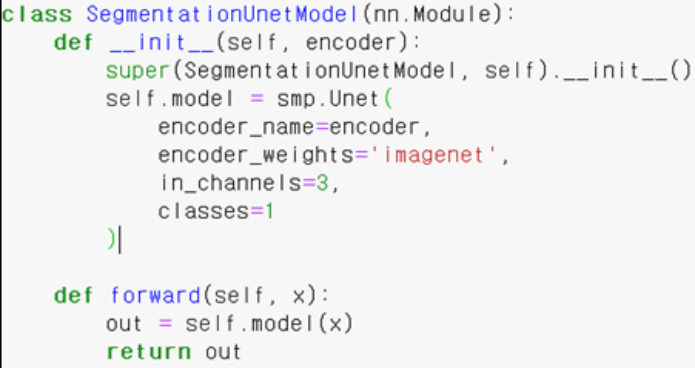 class SegmentationUnetModel(nn.Module):
    def __init__(self, encoder):
        super(SegmentationUnetModel, self).__init__()
        self.model = smp.Unet(
            encoder_name=encoder,
            encoder_weights='imagenet',
            in_channels=3,
            classes=1
        )
    def forward(self, x):
        out = self.model(x)
        return out